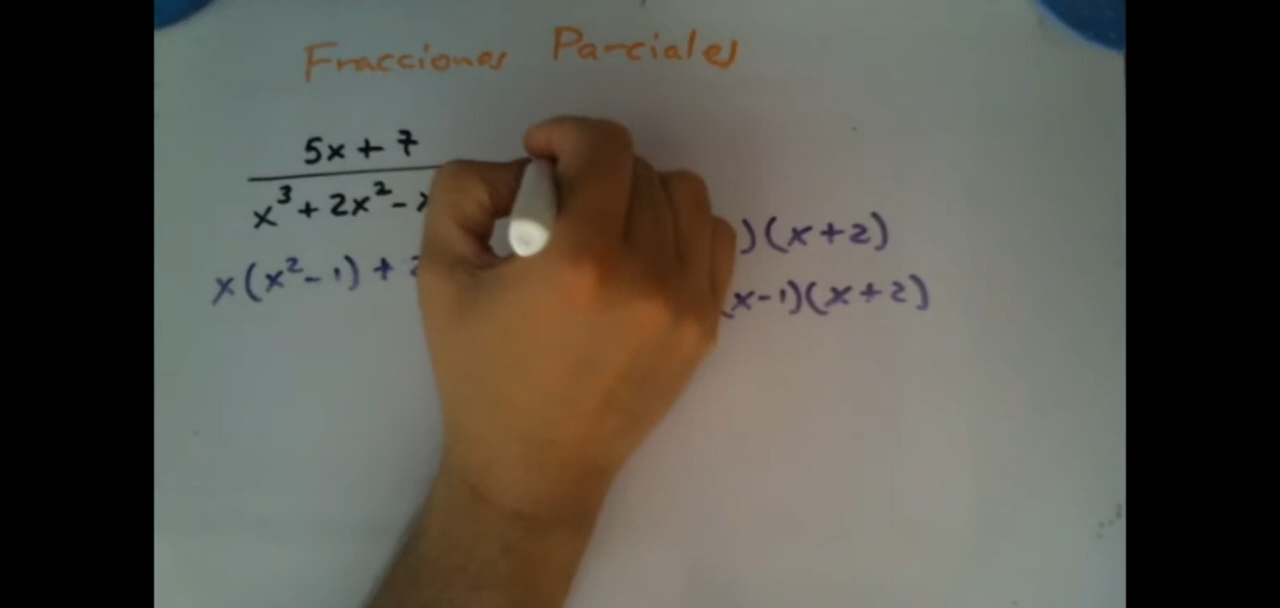 Fracciones Parciales
5x + 7
x³ + 2x² -
)(x+2)
x(x² - 1) +
(x-1)(x+2)